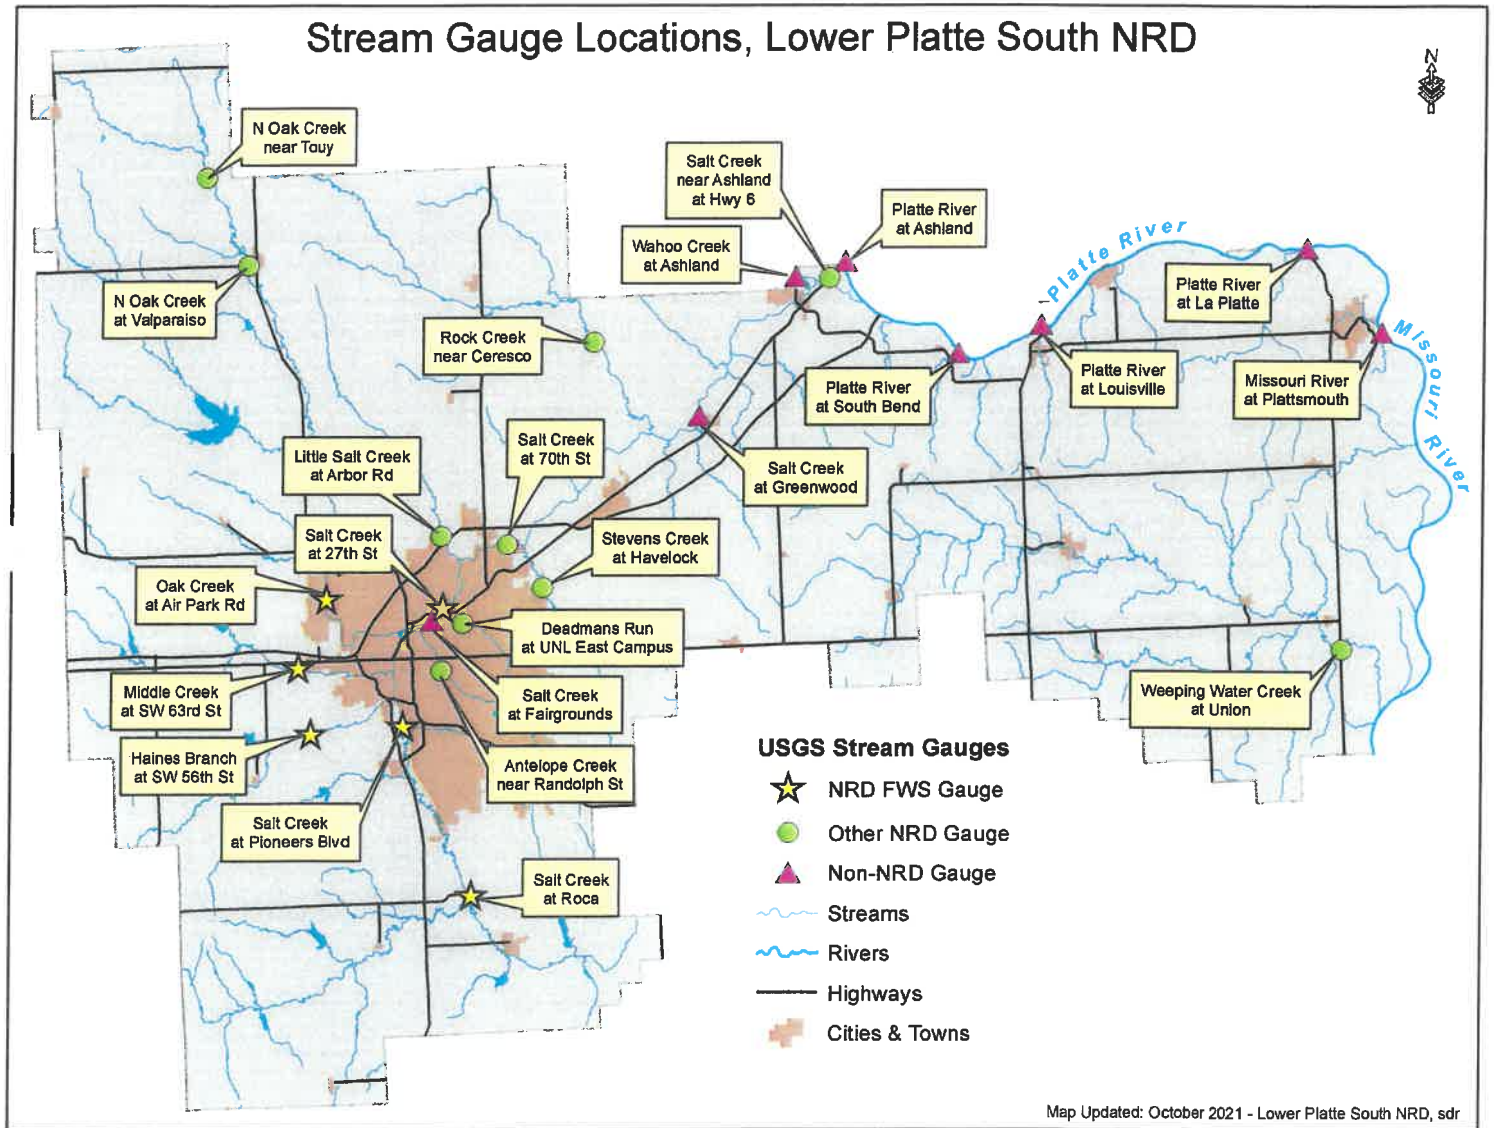 Stream Gauge Locations, Lower Platte South NRD
N
N Oak Creek
near Touy
Salt Creek
near Ashland
at Hwy 6
Platte River
at Ashland
Wahoo Creek
at Ashland
Platte River
Platte River
at La Platte
N Oak Creek
at Valparaiso
Rock Creek
near Ceresco
Missouri River
Platte River
at South Bend
Platte River
at Louisville
Missouri River
at Plattsmouth
Little Salt Creek
at Arbor Rd
Salt Creek
at 70th St
Salt Creek
at Greenwood
Salt Creek
at 27th St
Stevens Creek
at Havelock
Oak Creek
at Air Park Rd
Deadmans Run
at UNL East Campus
Middle Creek
at SW 63rd St
Salt Creek
at Fairgrounds
Weeping Water Creek
at Union
Haines Branch
at SW 56th St
Antelope Creek
near Randolph St
Salt Creek
at Pioneers Blvd
Salt Creek
at Roca
USGS Stream Gauges
NRD FWS Gauge
Other NRD Gauge
Non-NRD Gauge
Streams
Rivers
Highways
Cities & Towns
Map Updated: October 2021 - Lower Platte South NRD, sdr